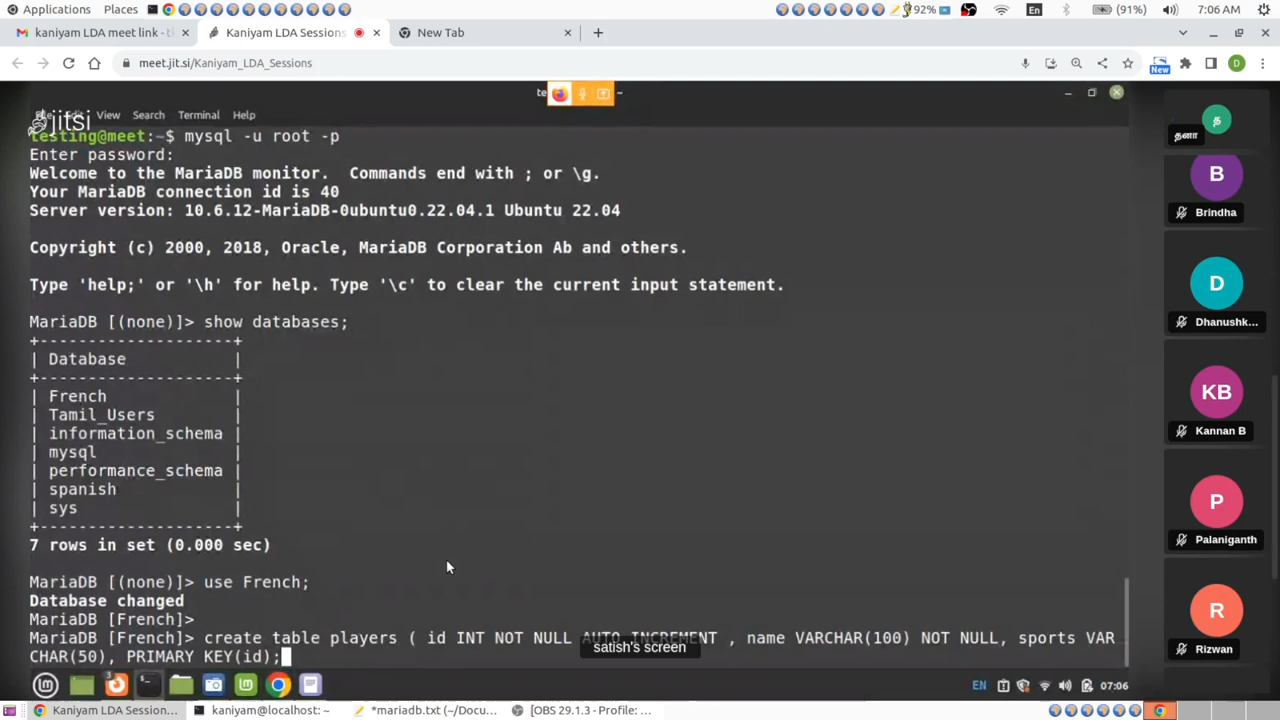 Applications Places 92% En (91%) 7:06 AM
kaniyam LDA meet link - t
Kaniyam LDA Sessions
New Tab
meet.jit.si/Kaniyam_LDA_Sessions
New
D
jitsi
View Search Terminal Help
testing@meet:~$ mysql -u root -p
Enter password:
Welcome to the MariaDB monitor.  Commands end with ; or \g.
Your MariaDB connection id is 40
Server version: 10.6.12-MariaDB-0ubuntu0.22.04.1 Ubuntu 22.04
Copyright (c) 2000, 2018, Oracle, MariaDB Corporation Ab and others.
Type 'help;' or '\h' for help. Type '\c' to clear the current input statement.
MariaDB [(none)]> show databases;
+--------------------+
| Database           |
+--------------------+
| French             |
| Tamil_Users        |
| information_schema |
| mysql              |
| performance_schema |
| spanish            |
| sys                |
+--------------------+
7 rows in set (0.000 sec)
MariaDB [(none)]> use French;
Database changed
MariaDB [French]>
MariaDB [French]> create table players ( id INT NOT NULL AUTO_INCREMENT , name VARCHAR(100) NOT NULL, sports VAR
CHAR(50), PRIMARY KEY(id);
satish's screen
EN 07:06
த
தனா
B
Brindha
D
Dhanushk...
KB
Kannan B
P
Palaniganth
R
Rizwan
Kaniyam LDA Session...
kaniyam@localhost: ~
*mariadb.txt (~/Docu...
[OBS 29.1.3 - Profile: ...